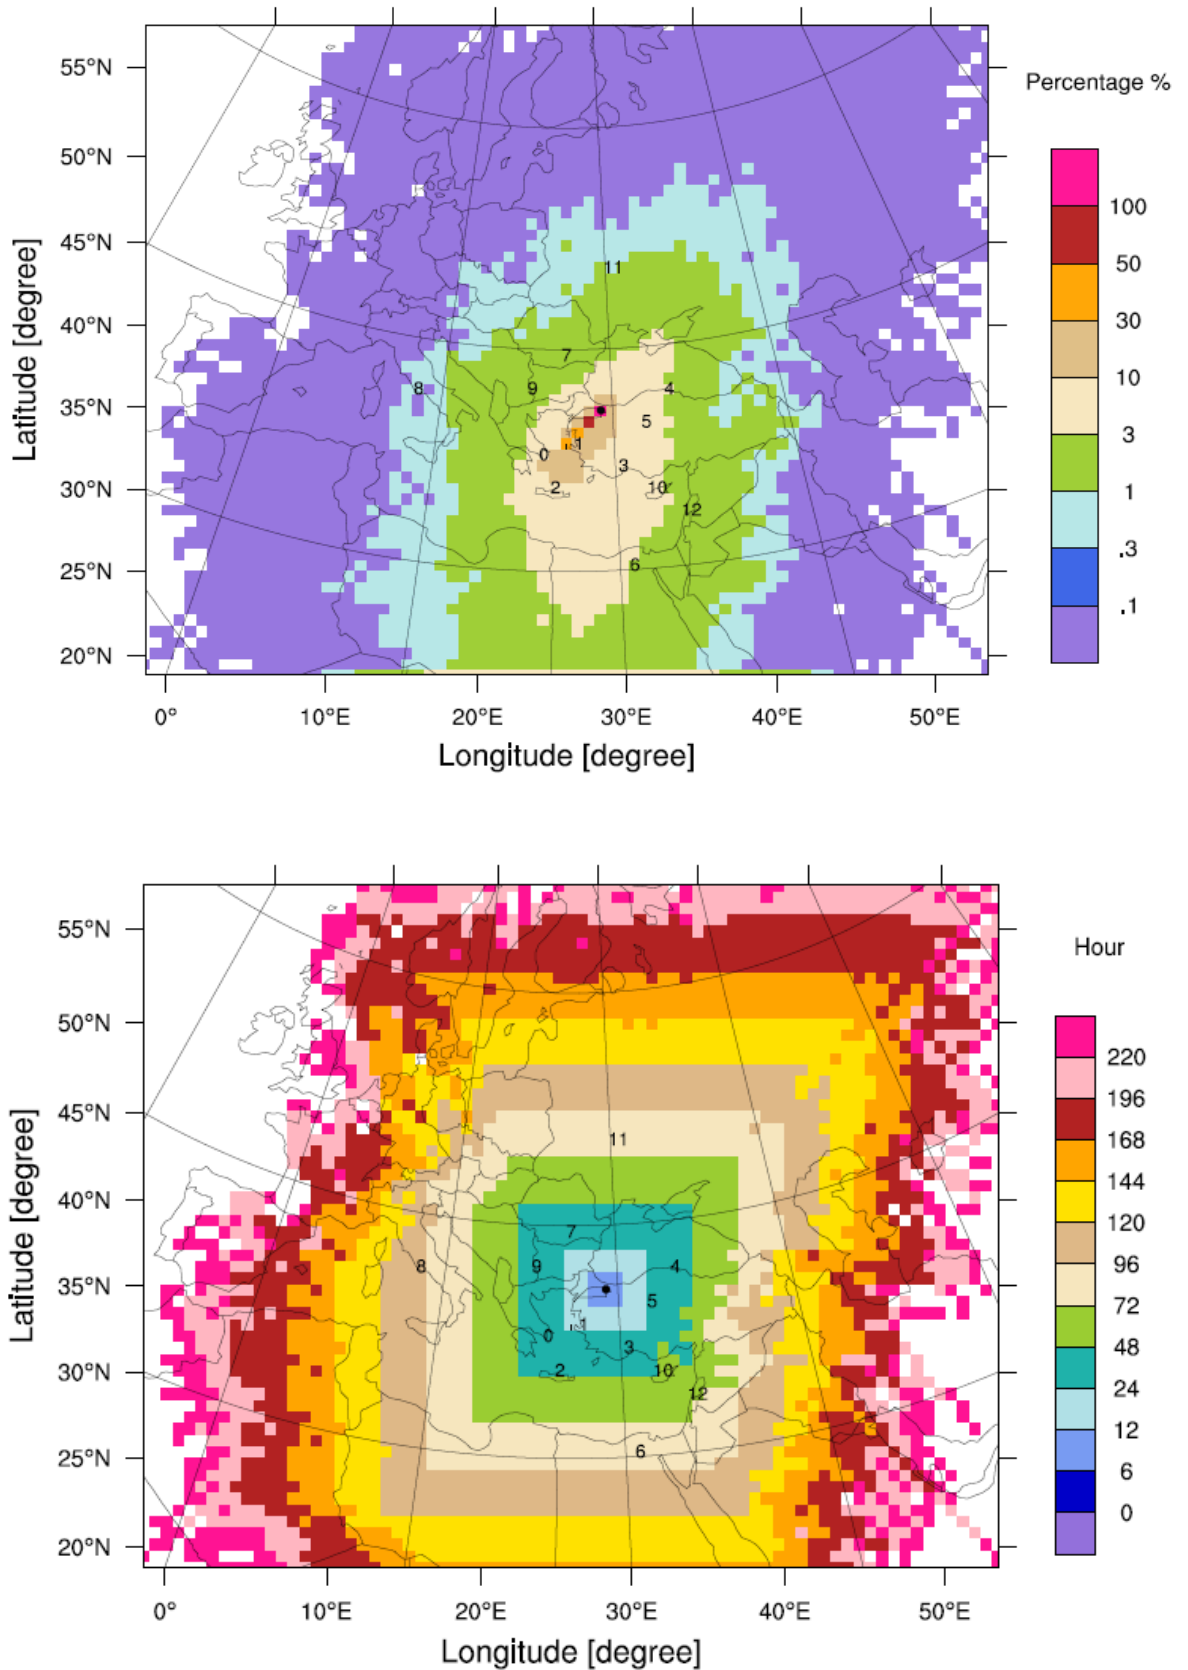 Percentage %
55°N
50°N
45°N
40°N
35°N
30°N
25°N
20°N
Latitude [degree]
100
50
30
10
3
1
.3
.1
11
7
8
9
4
5
1
0
3
2
10
12
6
0°
10°E
20°E
30°E
40°E
50°E
Longitude [degree]
Hour
55°N
50°N
45°N
40°N
35°N
30°N
25°N
20°N
Latitude [degree]
220
196
168
144
120
96
72
48
24
12
6
0
11
7
8
9
4
5
1
0
3
2
10
12
6
0°
10°E
20°E
30°E
40°E
50°E
Longitude [degree]